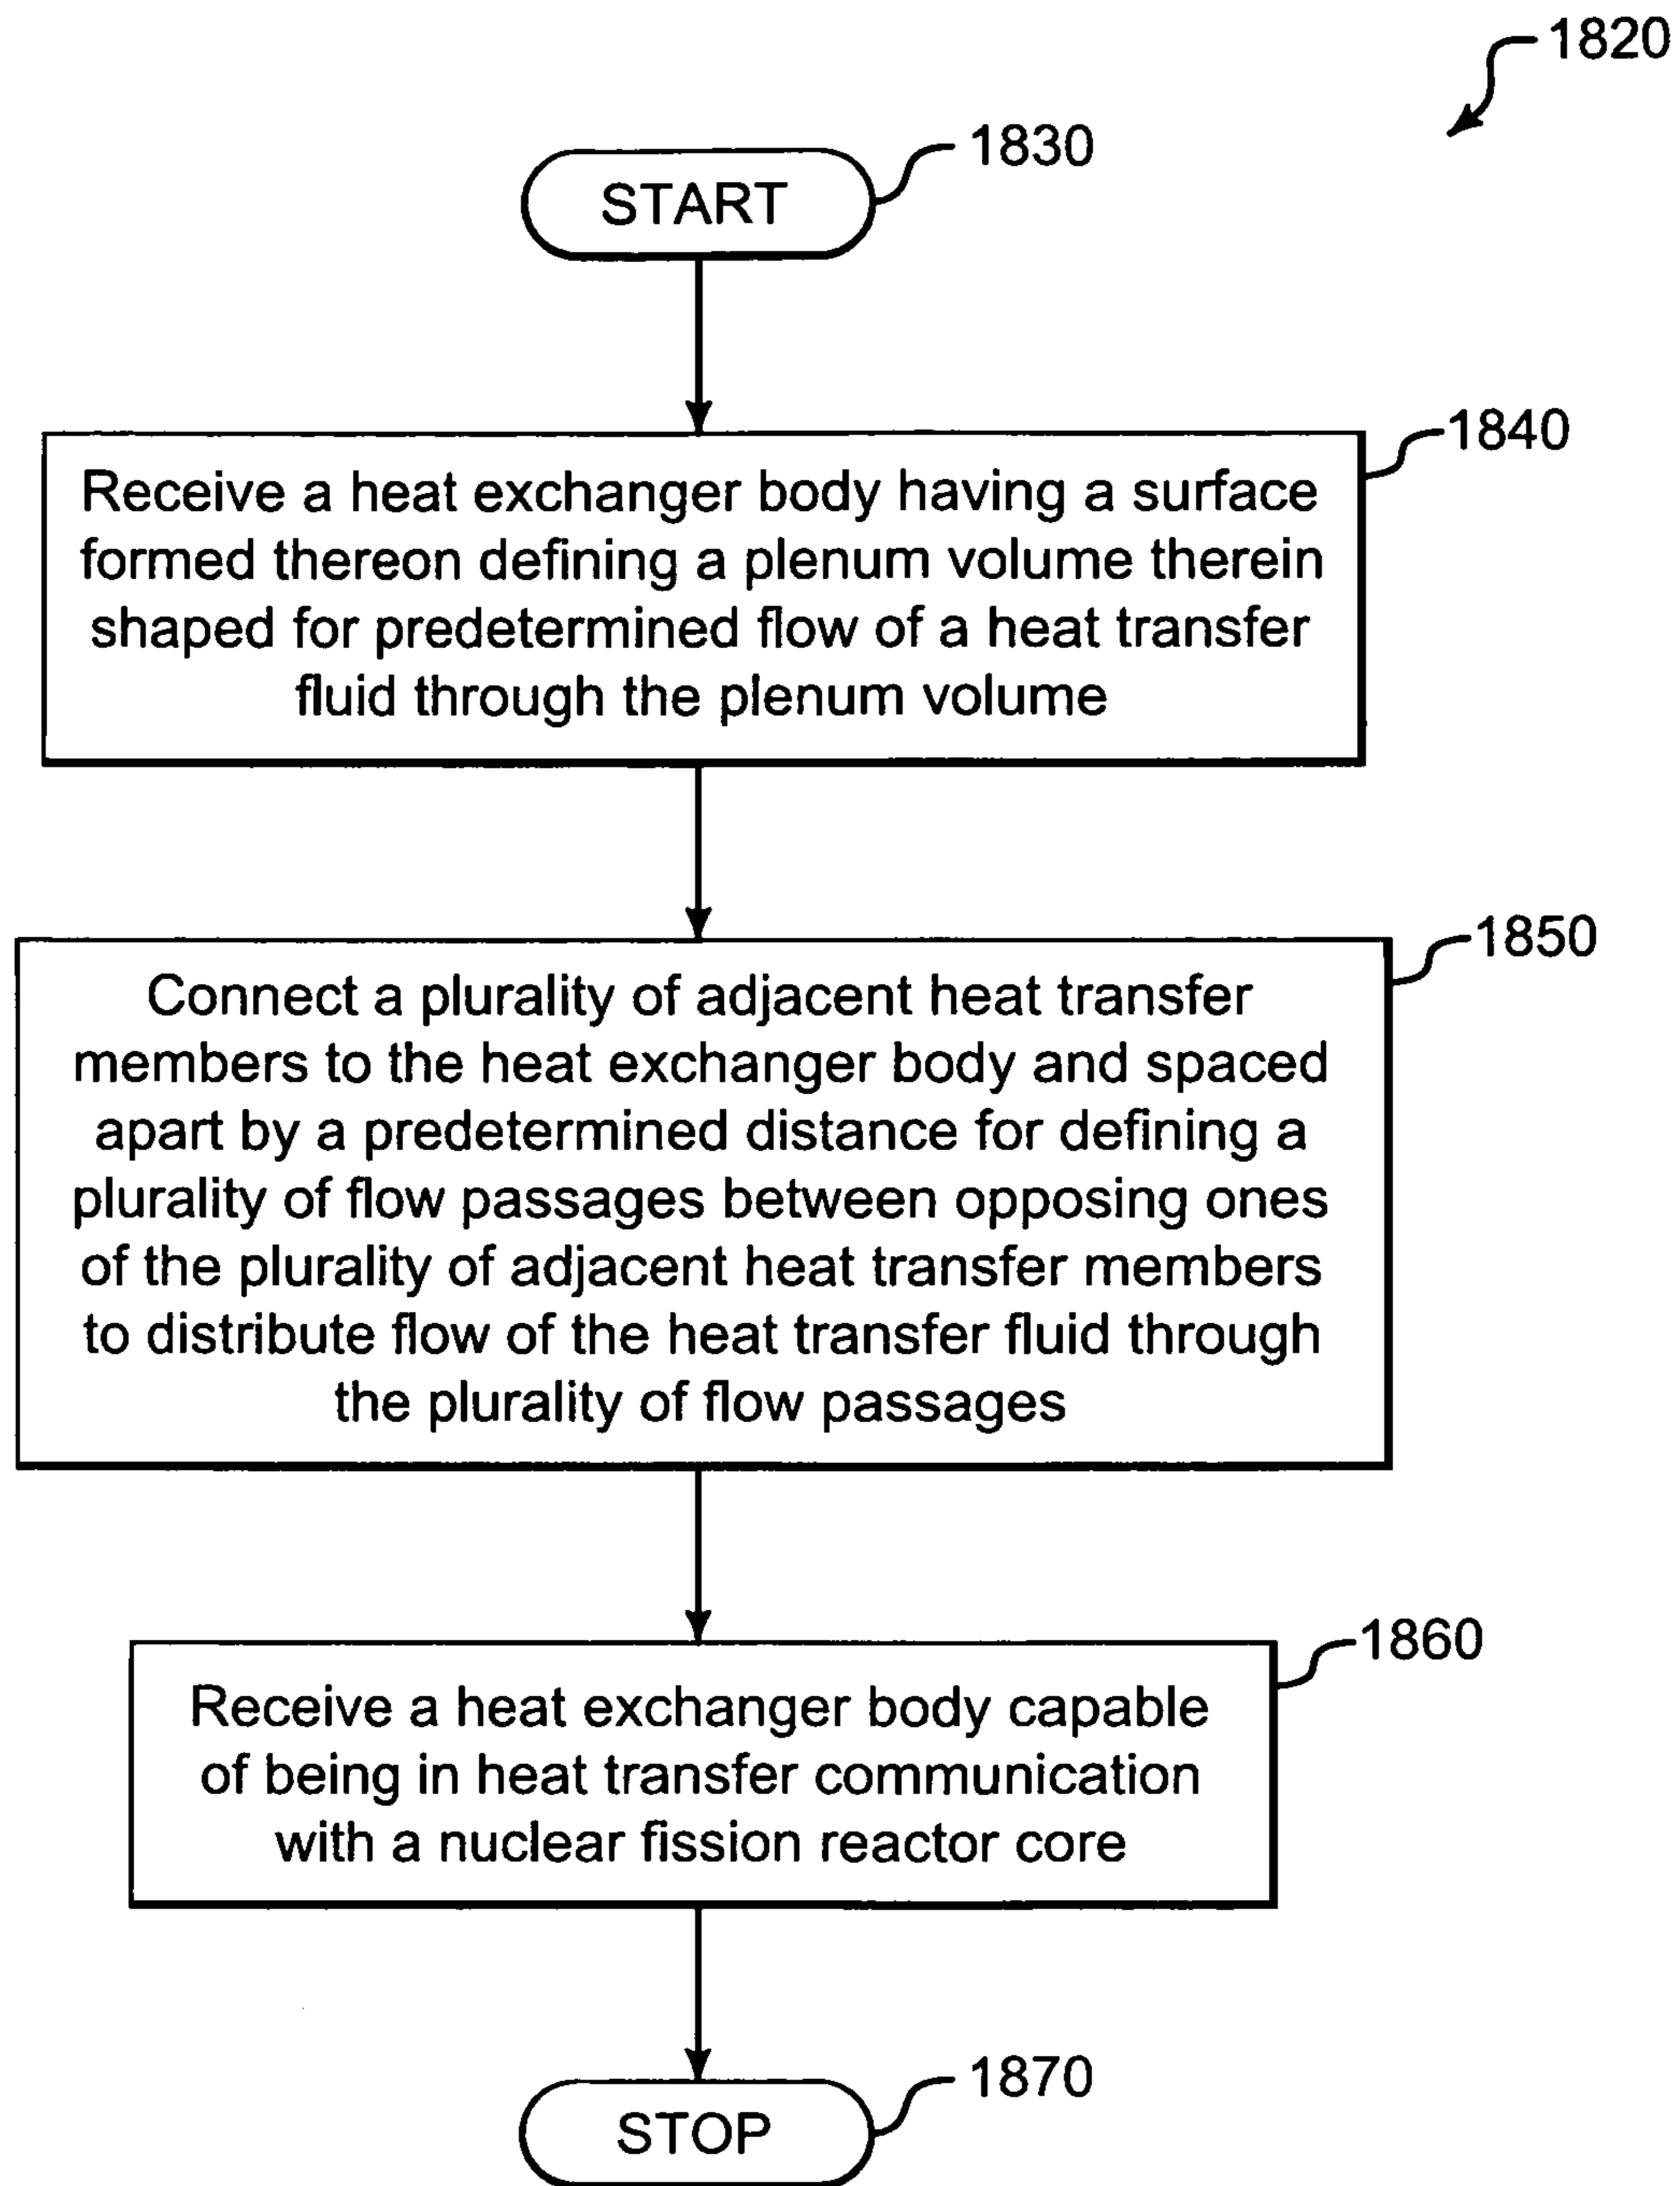 1820
1830
START
1840
Receive a heat exchanger body having a surface
formed thereon defining a plenum volume therein
shaped for predetermined flow of a heat transfer
fluid through the plenum volume
1850
Connect a plurality of adjacent heat transfer
members to the heat exchanger body and spaced
apart by a predetermined distance for defining a
plurality of flow passages between opposing ones
of the plurality of adjacent heat transfer members
to distribute flow of the heat transfer fluid through
the plurality of flow passages
1860
Receive a heat exchanger body capable
of being in heat transfer communication
with a nuclear fission reactor core
1870
STOP